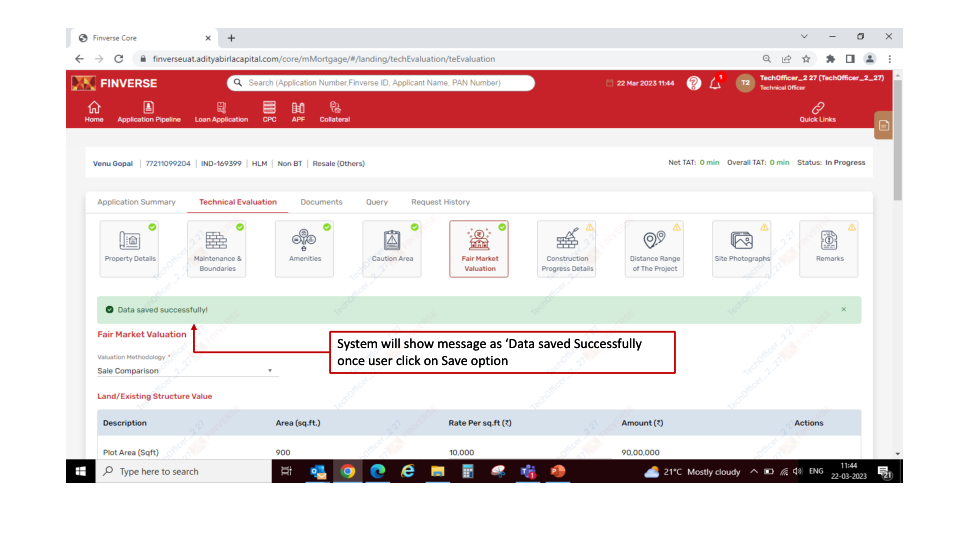 Finverse Core
finverseuat.adityabirlacapital.com/core/mMortgage/#/landing/techEvaluation/teEvaluation
FINVERSE
Search (Application Number,Finverse ID, Applicant Name, PAN Number)
22 Mar 2023 11:44
1
T2
TechOfficer_2 27 (TechOfficer_2_27)
Technical Officer
Home
Application Pipeline
Loan Application
CPC
APF
Collateral
Quick Links
Venu Gopal | 77211099204 | IND-169399 | HLM | Non BT | Resale (Others)
Net TAT: 0 min Overall TAT: 0 min Status: In Progress
Application Summary
Technical Evaluation
Documents
Query
Request History
Property Details
Maintenance &
Boundaries
Amenities
Caution Area
Fair Market
Valuation
Construction
Progress Details
Distance Range
of The Project
Site Photographs
Remarks
Data saved successfully!
×
Fair Market Valuation
System will show message as ‘Data saved Successfully
once user click on Save option
Valuation Methodology *
Sale Comparison
Land/Existing Structure Value
Description Area (sq.ft.) Rate Per sq.ft (₹) Amount (₹) Actions
Plot Area (Sqft) 900 10,000 90,00,000
Type here to search
21°C Mostly cloudy
ENG
11:44
22-03-2023
21